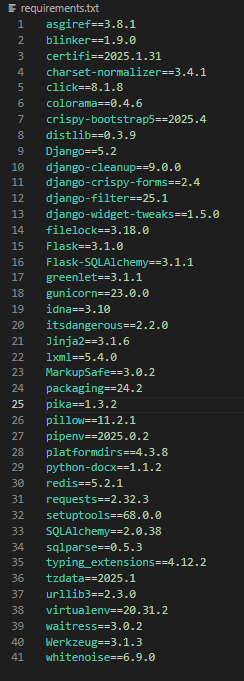 requirements.txt
1 asgiref==3.8.1
2 blinker==1.9.0
3 certifi==2025.1.31
4 charset-normalizer==3.4.1
5 click==8.1.8
6 colorama==0.4.6
7 crispy-bootstrap5==2025.4
8 distlib==0.3.9
9 Django==5.2
10 django-cleanup==9.0.0
11 django-crispy-forms==2.4
12 django-filter==25.1
13 django-widget-tweaks==1.5.0
14 filelock==3.18.0
15 Flask==3.1.0
16 Flask-SQLAlchemy==3.1.1
17 greenlet==3.1.1
18 gunicorn==23.0.0
19 idna==3.10
20 itsdangerous==2.2.0
21 Jinja2==3.1.6
22 lxml==5.4.0
23 MarkupSafe==3.0.2
24 packaging==24.2
25 pika==1.3.2
26 pillow==11.2.1
27 pipenv==2025.0.2
28 platformdirs==4.3.8
29 python-docx==1.1.2
30 redis==5.2.1
31 requests==2.32.3
32 setuptools==68.0.0
33 SQLAlchemy==2.0.38
34 sqlparse==0.5.3
35 typing_extensions==4.12.2
36 tzdata==2025.1
37 urllib3==2.3.0
38 virtualenv==20.31.2
39 waitress==3.0.2
40 Werkzeug==3.1.3
41 whitenoise==6.9.0